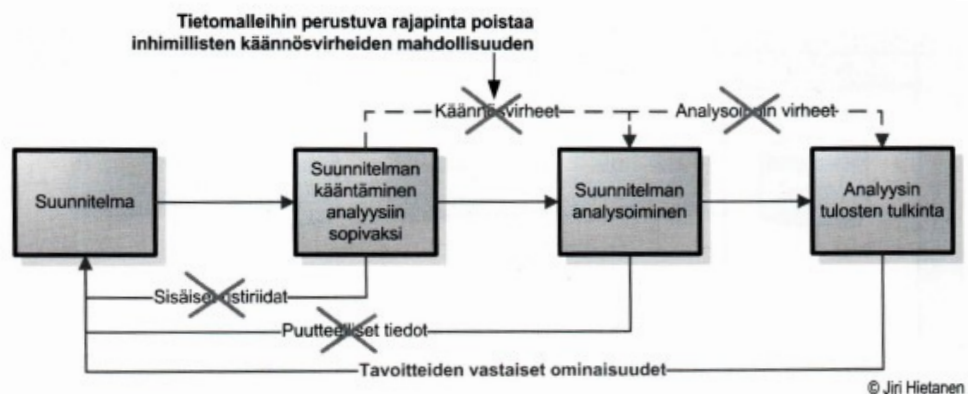 Tietomalleihin perustuva rajapinta poistaa
inhimillisten käännösvirheiden mahdollisuuden
Käännösvirheet
Analysoinnin virheet
Suunnitelma
Suunnitelman
kääntäminen
analyysiin
sopivaksi
Suunnitelman
analysoiminen
Analyysin
tulosten tulkinta
Sisäiset ristiriidat
Puutteelliset tiedot
Tavoitteiden vastaiset ominaisuudet
© Jiri Hietanen